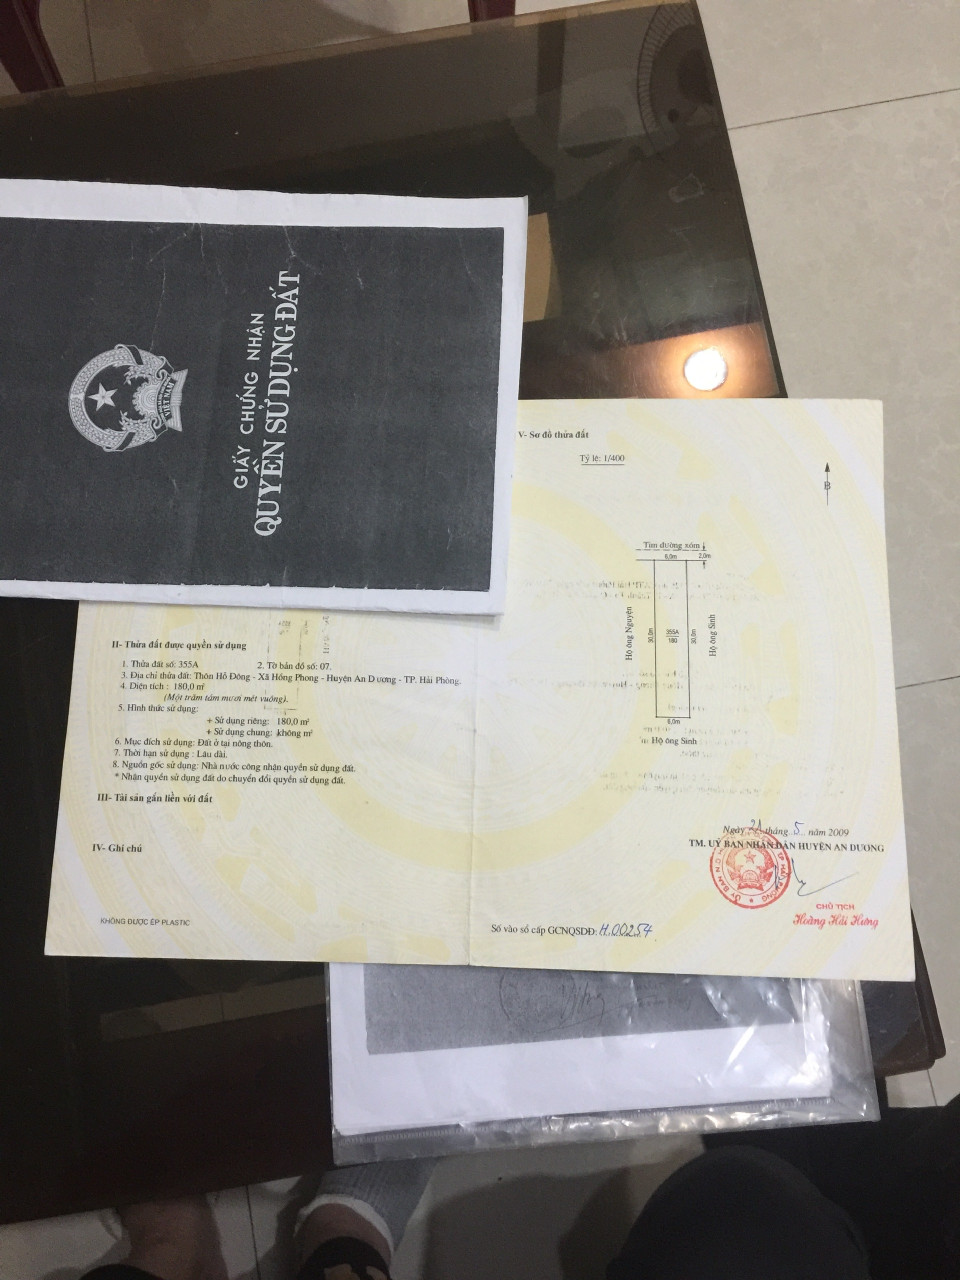 GIẤY CHỨNG NHẬN
QUYỀN SỬ DỤNG ĐẤT
VIỆT NAM
II- Thửa đất được quyền sử dụng
1. Thửa đất số: 355A 2. Tờ bản đồ số: 07.
3. Địa chỉ thửa đất: Thôn Hồ Đông - Xã Hồng Phong - Huyện An Dương - TP. Hải Phòng.
4. Diện tích : 180,0 m²
(Một trăm tám mươi mét vuông).
5. Hình thức sử dụng:
+ Sử dụng riêng: 180,0 m²
+ Sử dụng chung: không m²
6. Mục đích sử dụng: Đất ở tại nông thôn.
7. Thời hạn sử dụng : Lâu dài.
8. Nguồn gốc sử dụng: Nhà nước công nhận quyền sử dụng đất.
* Nhận quyền sử dụng đất do chuyển đổi quyền sử dụng đất.
III- Tài sản gắn liền với đất
IV- Ghi chú
KHÔNG ĐƯỢC ÉP PLASTIC
V- Sơ đồ thửa đất
Tỷ lệ: 1/400
B
Tim đường xóm
6,0m 2,0m
Hộ ông Nguyện
30,0m
355A
180
30,0m
Hộ ông Sinh
6,0m
Hộ ông Sinh
Ngày 21 tháng 5 năm 2009
TM. UỶ BAN NHÂN DÂN HUYỆN AN DƯƠNG
CHỦ TỊCH
Hoàng Hải Hưng
Số vào sổ cấp GCNQSDĐ: H.00254